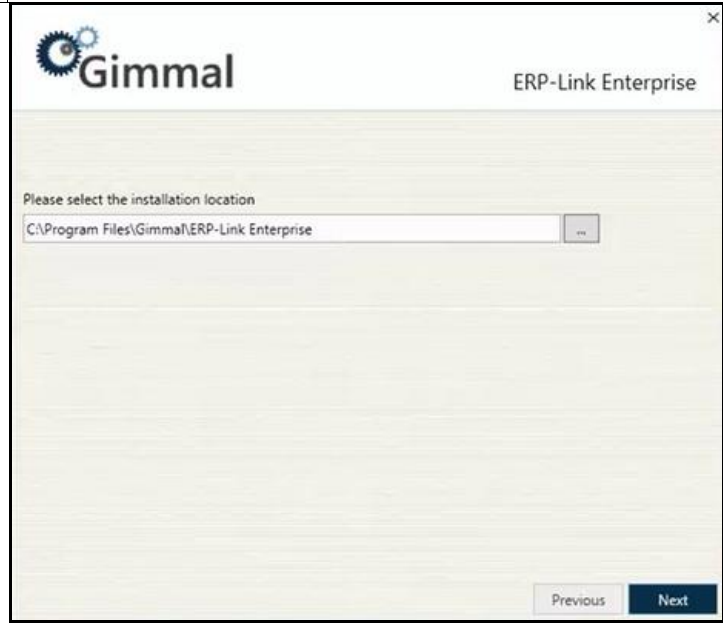 Gimmal
ERP-Link Enterprise
Please select the installation location
C:\Program Files\Gimmal\ERP-Link Enterprise
...
Previous
Next